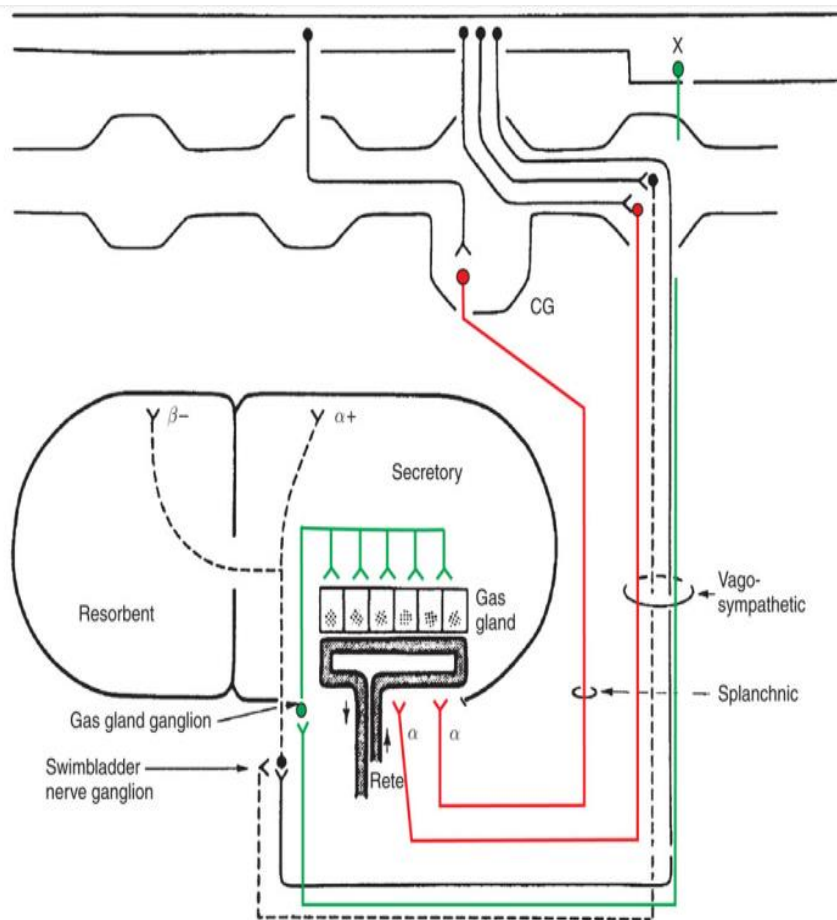 X
CG
β−
α+
Secretory
Resorbent
Gas
gland
Vago-
sympathetic
Splanchnic
Gas gland ganglion
α
α
Swimbladder
nerve ganglion
Rete